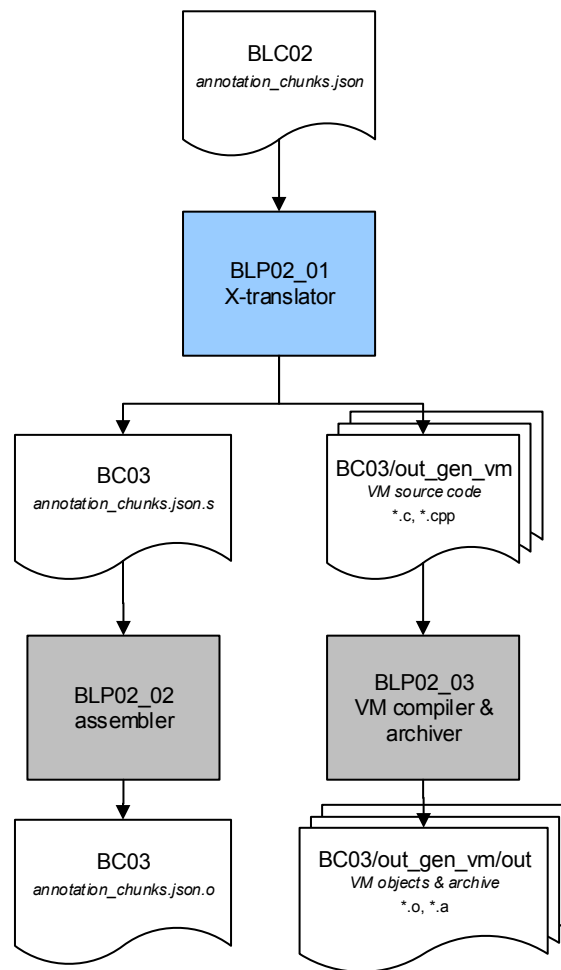 BLC02
annotation_chunks.json
BLP02_01
X-translator
BC03
annotation_chunks.json.s
BC03/out_gen_vm
VM source code
*.c, *.cpp
BLP02_02
assembler
BLP02_03
VM compiler &
archiver
BC03
annotation_chunks.json.o
BC03/out_gen_vm/out
VM objects & archive
*.o, *.a